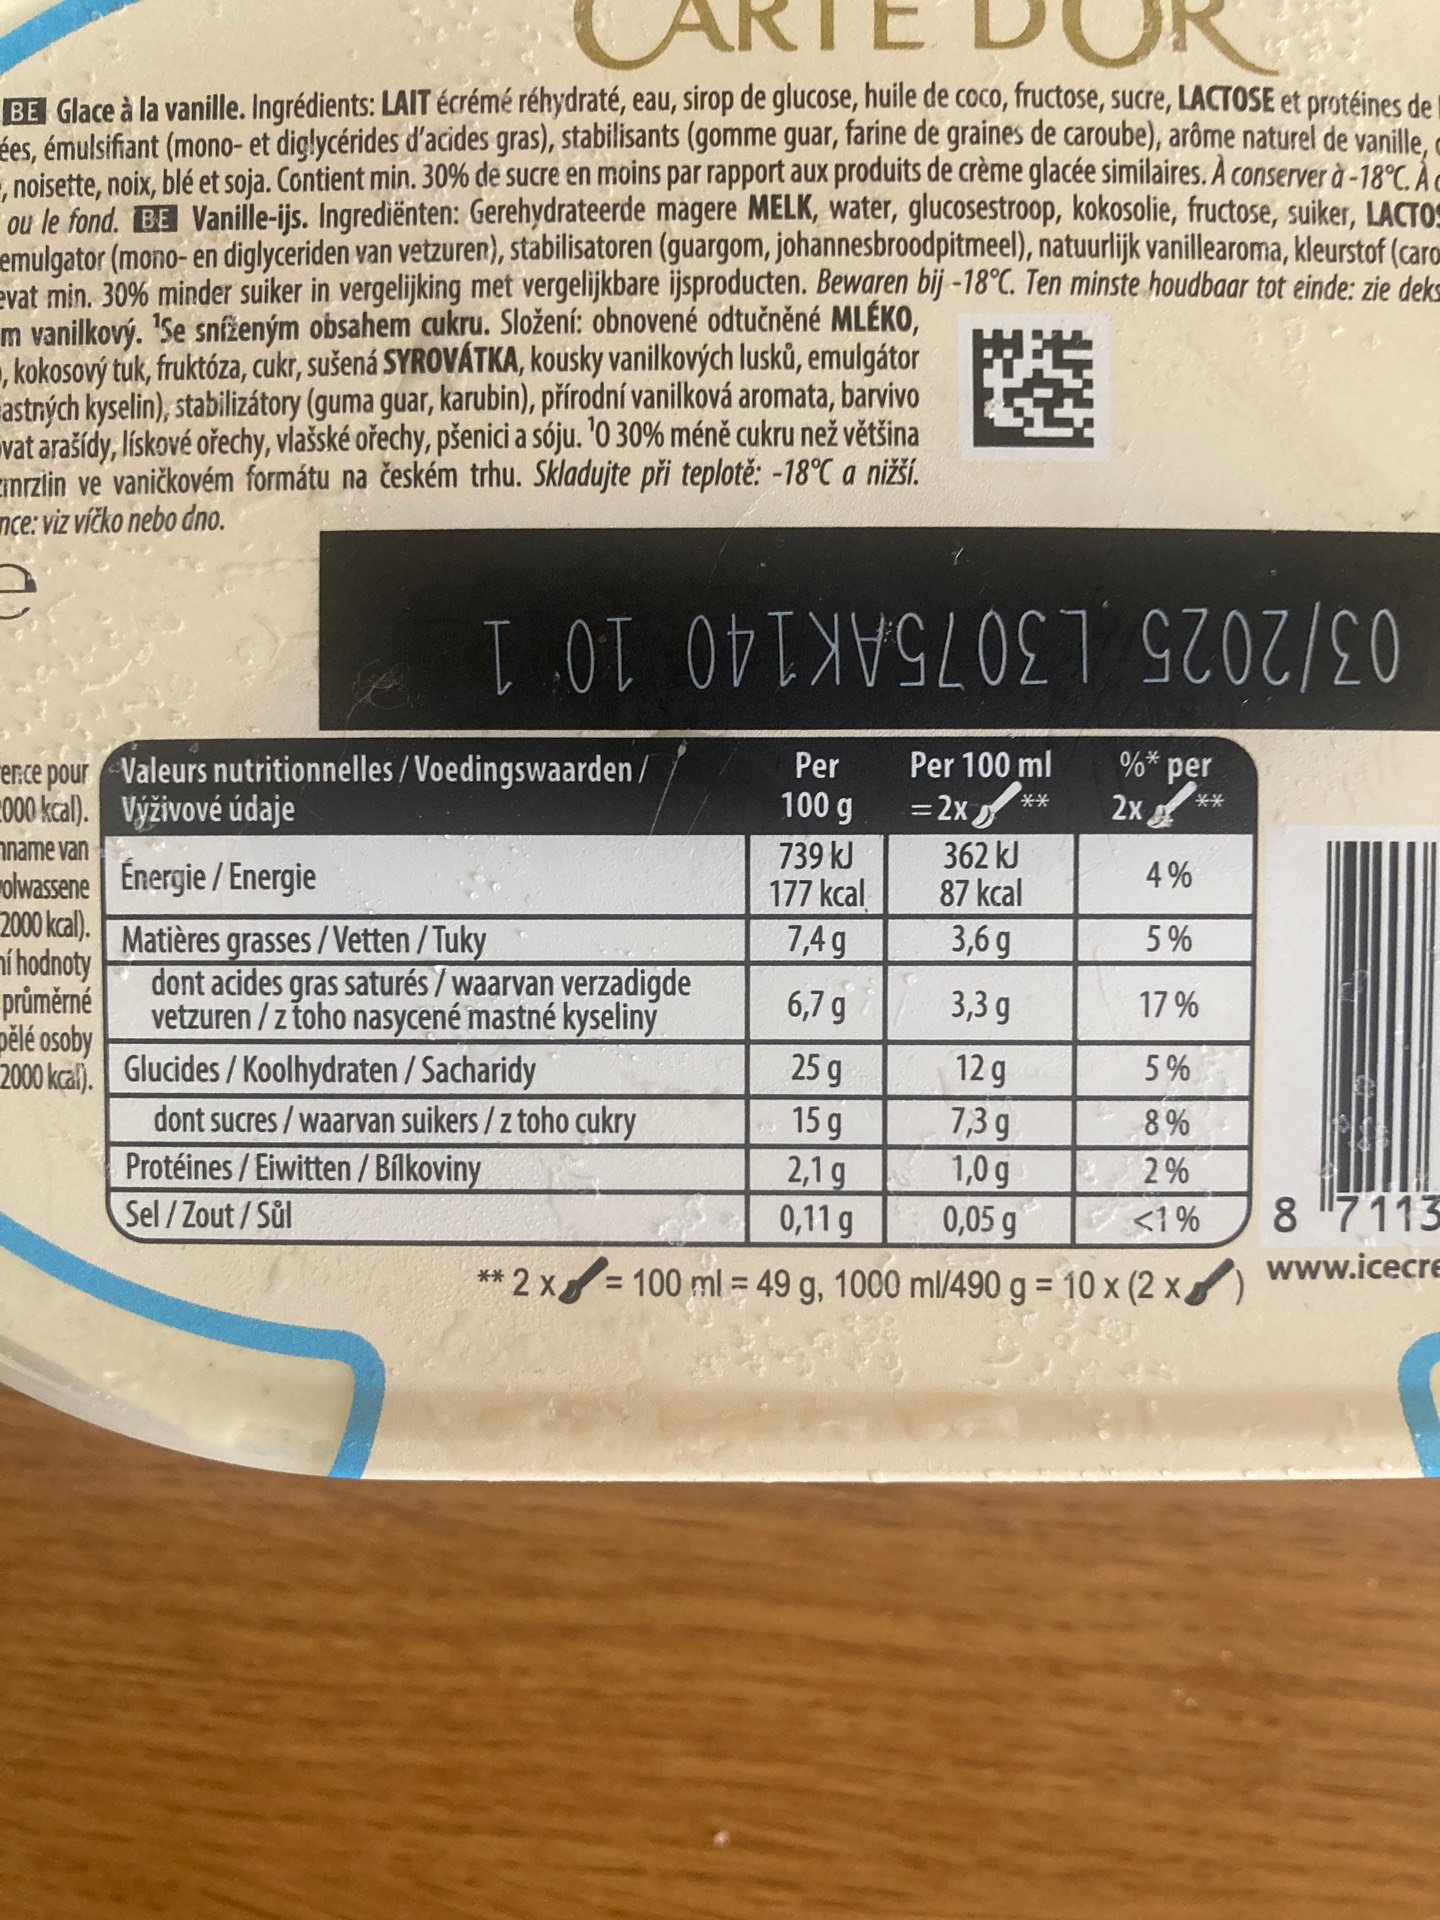 CARTE D'OR
BE Glace à la vanille. Ingrédients: LAIT écrémé réhydraté, eau, sirop de glucose, huile de coco, fructose, sucre, LACTOSE et protéines de
ées, émulsifiant (mono- et diglycérides d'acides gras), stabilisants (gomme guar, farine de graines de caroube), arôme naturel de vanille,
, noisette, noix, blé et soja. Contient min. 30% de sucre en moins par rapport aux produits de crème glacée similaires. À conserver à -18°C. À
ou le fond. BE Vanille-ijs. Ingrediënten: Gerehydrateerde magere MELK, water, glucosestroop, kokosolie, fructose, suiker, LACTOS
emulgator (mono- en diglyceriden van vetzuren), stabilisatoren (guargom, johannesbroodpitmeel), natuurlijk vanillearoma, kleurstof (caro
evat min. 30% minder suiker in vergelijking met vergelijkbare ijsproducten. Bewaren bij -18°C. Ten minste houdbaar tot einde: zie deks
m vanilkový. ¹Se sníženým obsahem cukru. Složení: obnovené odtučněné MLÉKO,
, kokosový tuk, fruktóza, cukr, sušená SYROVÁTKA, kousky vanilkových lusků, emulgátor
astných kyselin), stabilizátory (guma guar, karubin), přírodní vanilková aromata, barvivo
vat arašídy, lískové ořechy, vlašské ořechy, pšenici a sóju. ¹O 30% méně cukru než většina
zmrzlin ve vaničkovém formátu na českém trhu. Skladujte při teplotě: -18°C a nižší.
nce: viz víčko nebo dno.
e
03/2025 L3075AK140 10 1
ence pour
2000 kcal).
nname van
volwassene
2000 kcal).
ní hodnoty
průměrné
pělé osoby
2000 kcal).
Valeurs nutritionnelles / Voedingswaarden / Per Per 100 ml %* per
Výživové údaje 100 g = 2x ** 2x **
Énergie / Energie 739 kJ 362 kJ 4 %
177 kcal 87 kcal
Matières grasses / Vetten / Tuky 7,4 g 3,6 g 5 %
dont acides gras saturés / waarvan verzadigde
vetzuren / z toho nasycené mastné kyseliny 6,7 g 3,3 g 17 %
Glucides / Koolhydraten / Sacharidy 25 g 12 g 5 %
dont sucres / waarvan suikers / z toho cukry 15 g 7,3 g 8 %
Protéines / Eiwitten / Bílkoviny 2,1 g 1,0 g 2 %
Sel / Zout / Sůl 0,11 g 0,05 g <1 %
** 2 x = 100 ml = 49 g, 1000 ml/490 g = 10 x (2 x )
8 7113
www.icecre